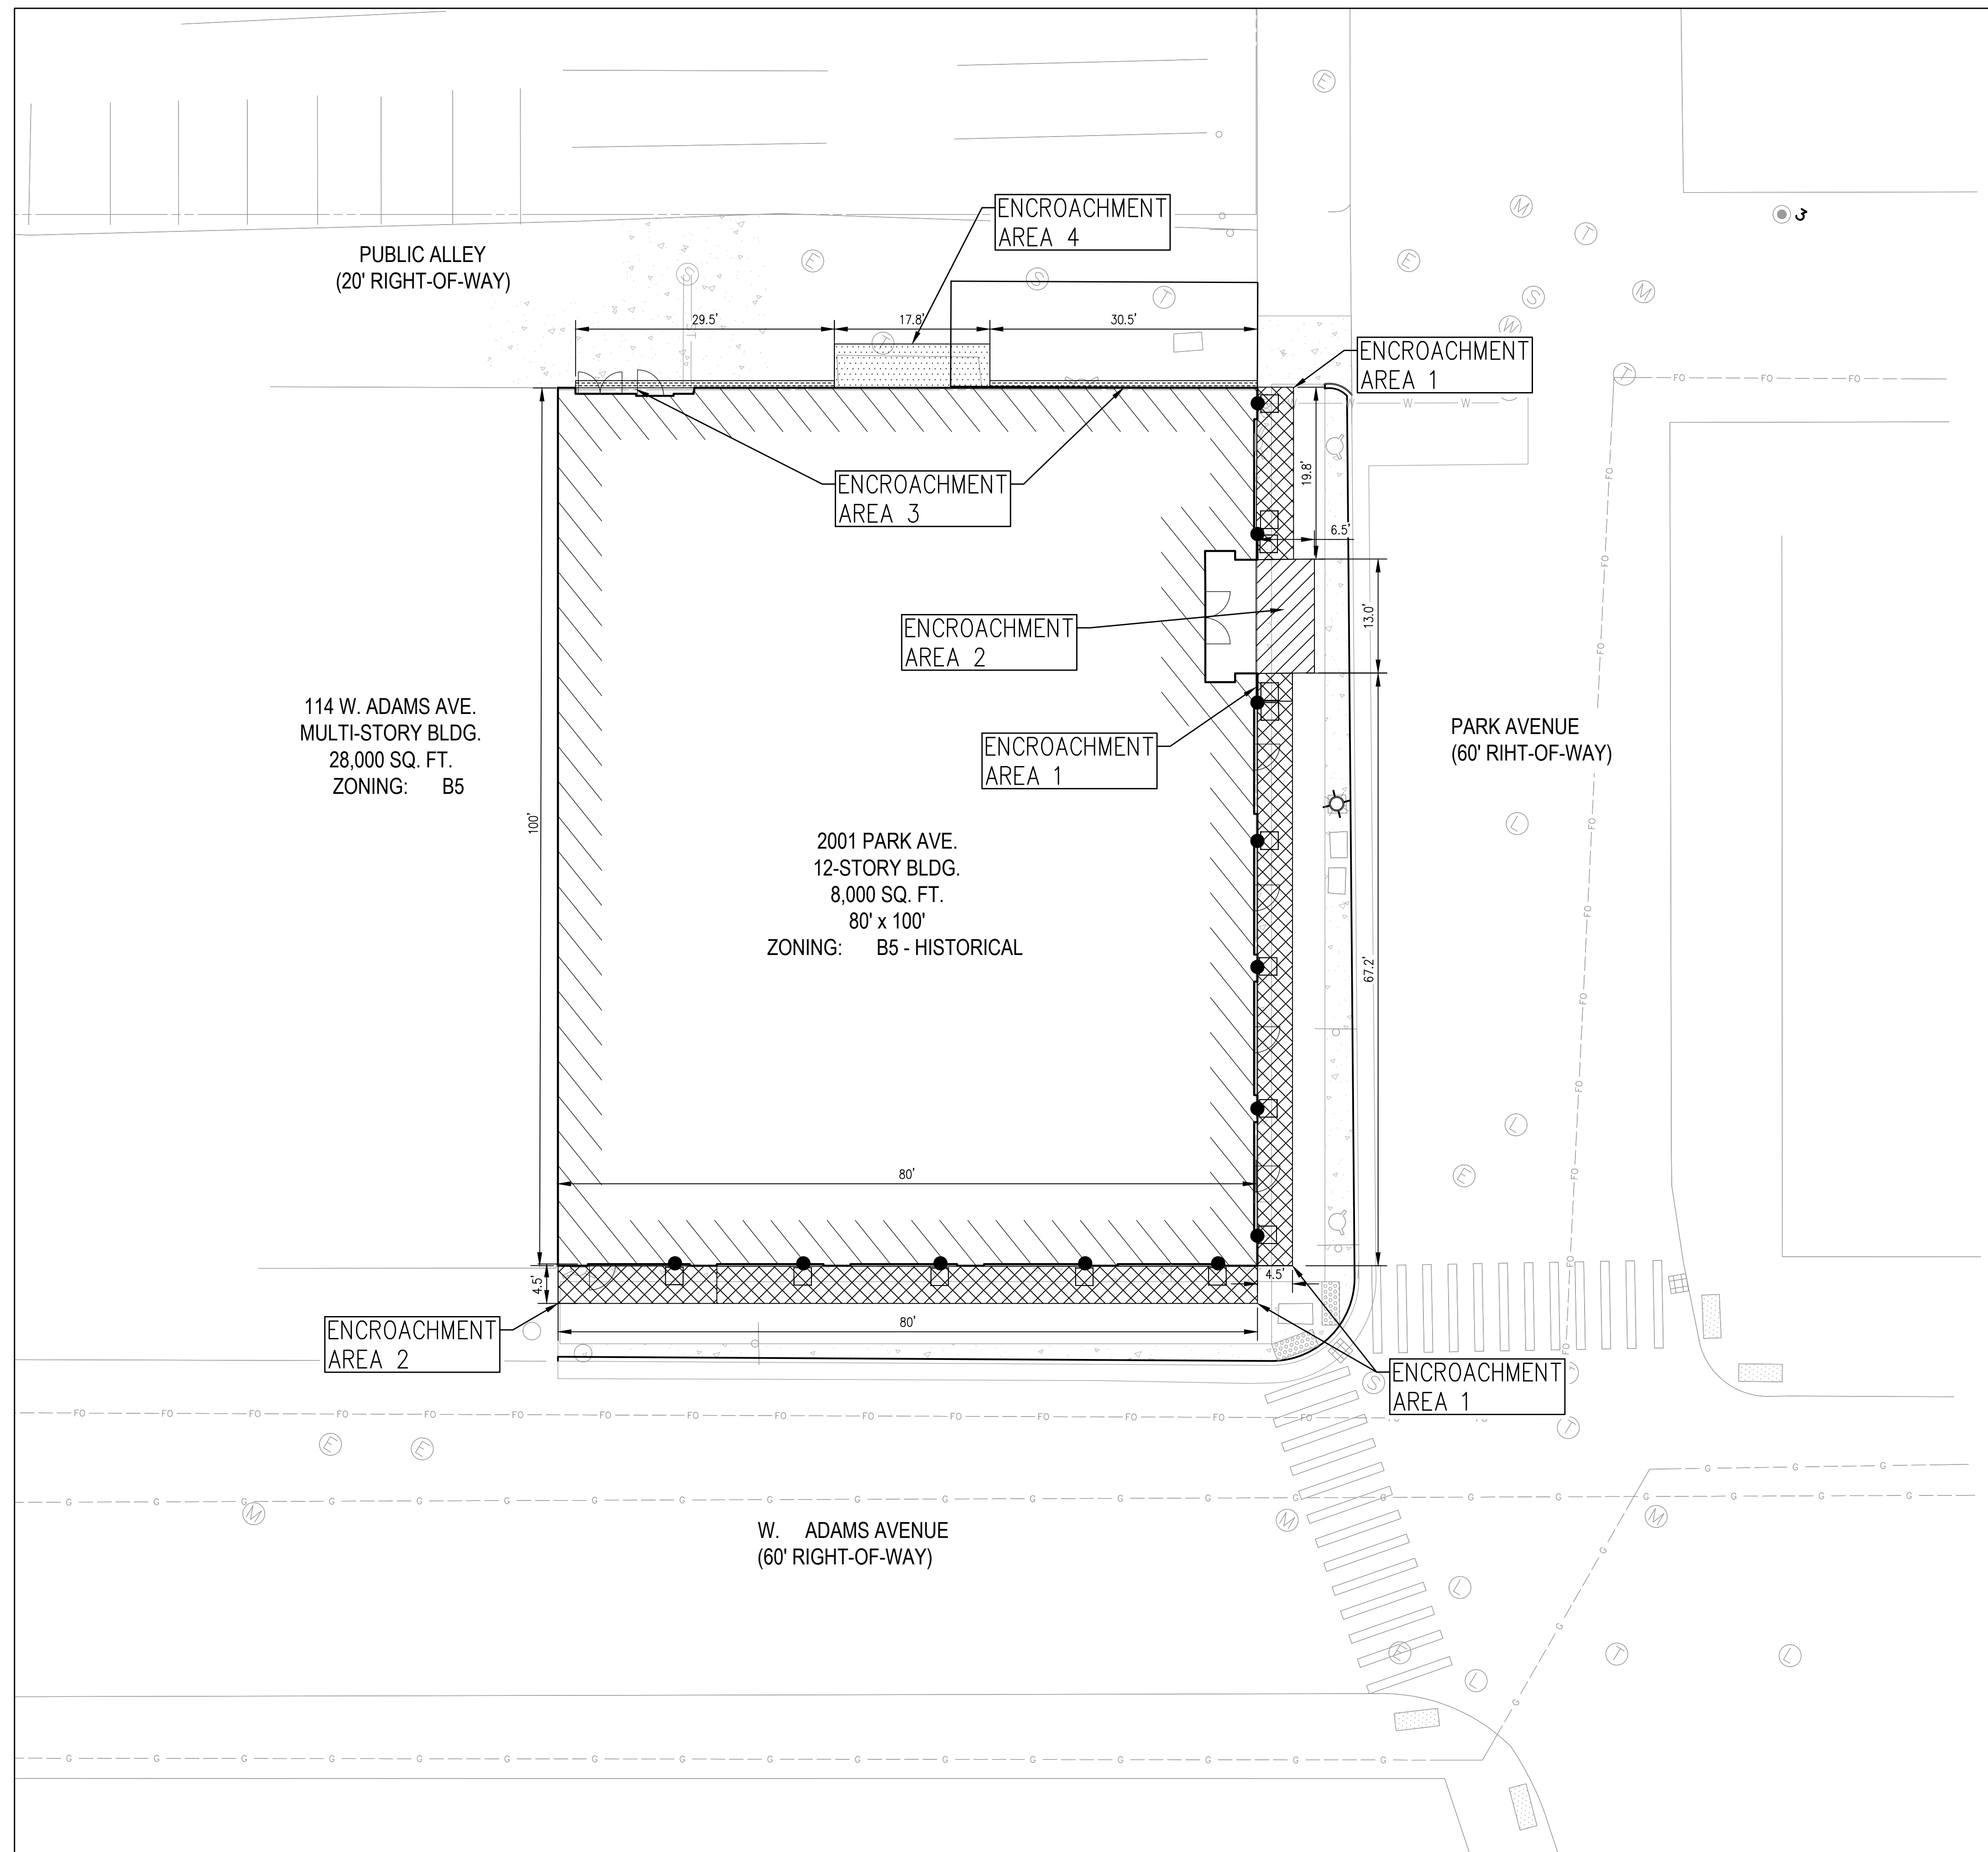 ENCROACHMENT
AREA 4
PUBLIC ALLEY
(20' RIGHT-OF-WAY)
29.5'
17.8'
30.5'
ENCROACHMENT
AREA 1
ENCROACHMENT
AREA 3
19.8'
6.5'
13.0'
ENCROACHMENT
AREA 2
114 W. ADAMS AVE.
MULTI-STORY BLDG.
28,000 SQ. FT.
ZONING: B5
PARK AVENUE
(60' RIHT-OF-WAY)
ENCROACHMENT
AREA 1
100'
2001 PARK AVE.
12-STORY BLDG.
8,000 SQ. FT.
80' x 100'
ZONING: B5 - HISTORICAL
67.2'
80'
4.5'
4.5'
80'
ENCROACHMENT
AREA 2
ENCROACHMENT
AREA 1
W. ADAMS AVENUE
(60' RIGHT-OF-WAY)
3